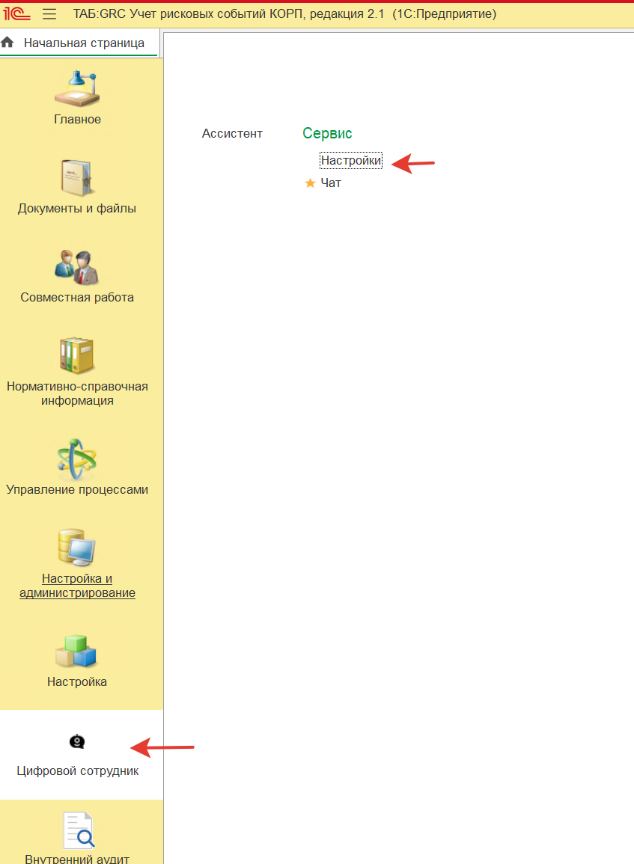 1С ТАБ:GRC Учет рисковых событий КОРП, редакция 2.1 (1С:Предприятие)
Начальная страница
Главное
Документы и файлы
Совместная работа
Нормативно-справочная
информация
Управление процессами
Настройка и
администрирование
Настройка
Цифровой сотрудник
Внутренний аудит
Ассистент
Сервис
Настройки
Чат